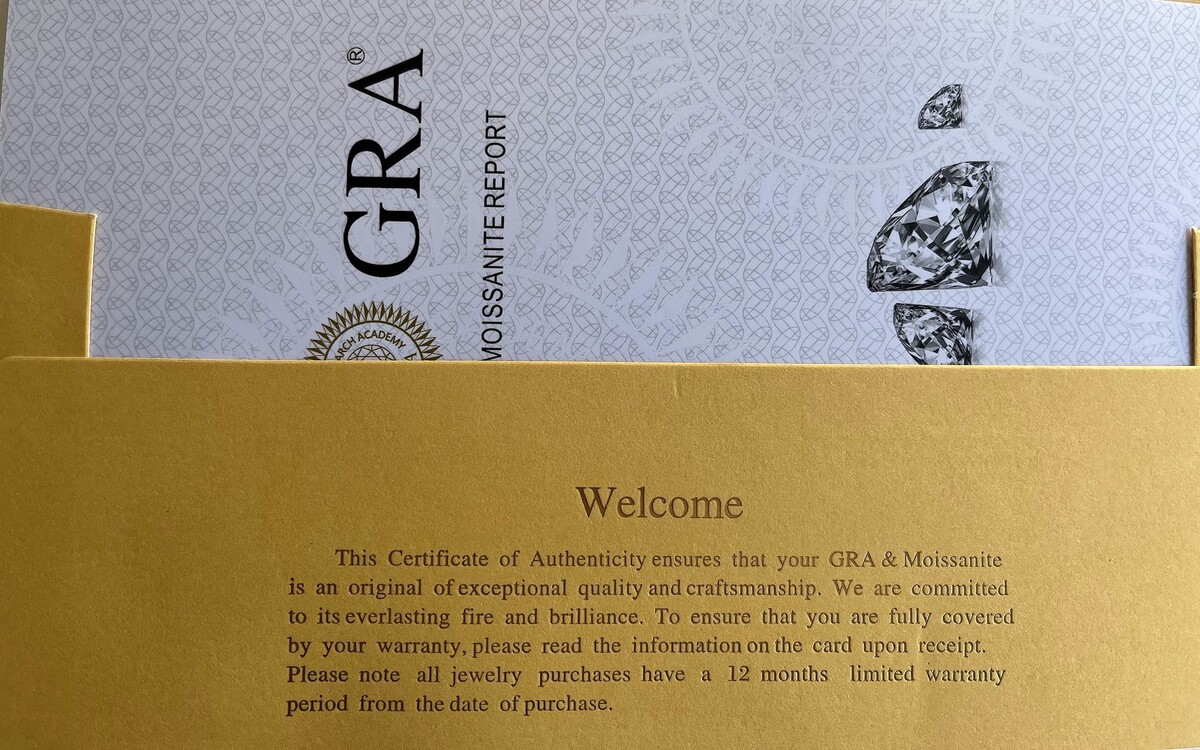 GRA®
MOISSANITE REPORT
ARCH ACADEMY
Welcome
This Certificate of Authenticity ensures that your GRA & Moissanite
is an original of exceptional quality and craftsmanship. We are committed
to its everlasting fire and brilliance. To ensure that you are fully covered
by your warranty, please read the information on the card upon receipt.
Please note all jewelry purchases have a 12 months limited warranty
period from the date of purchase.